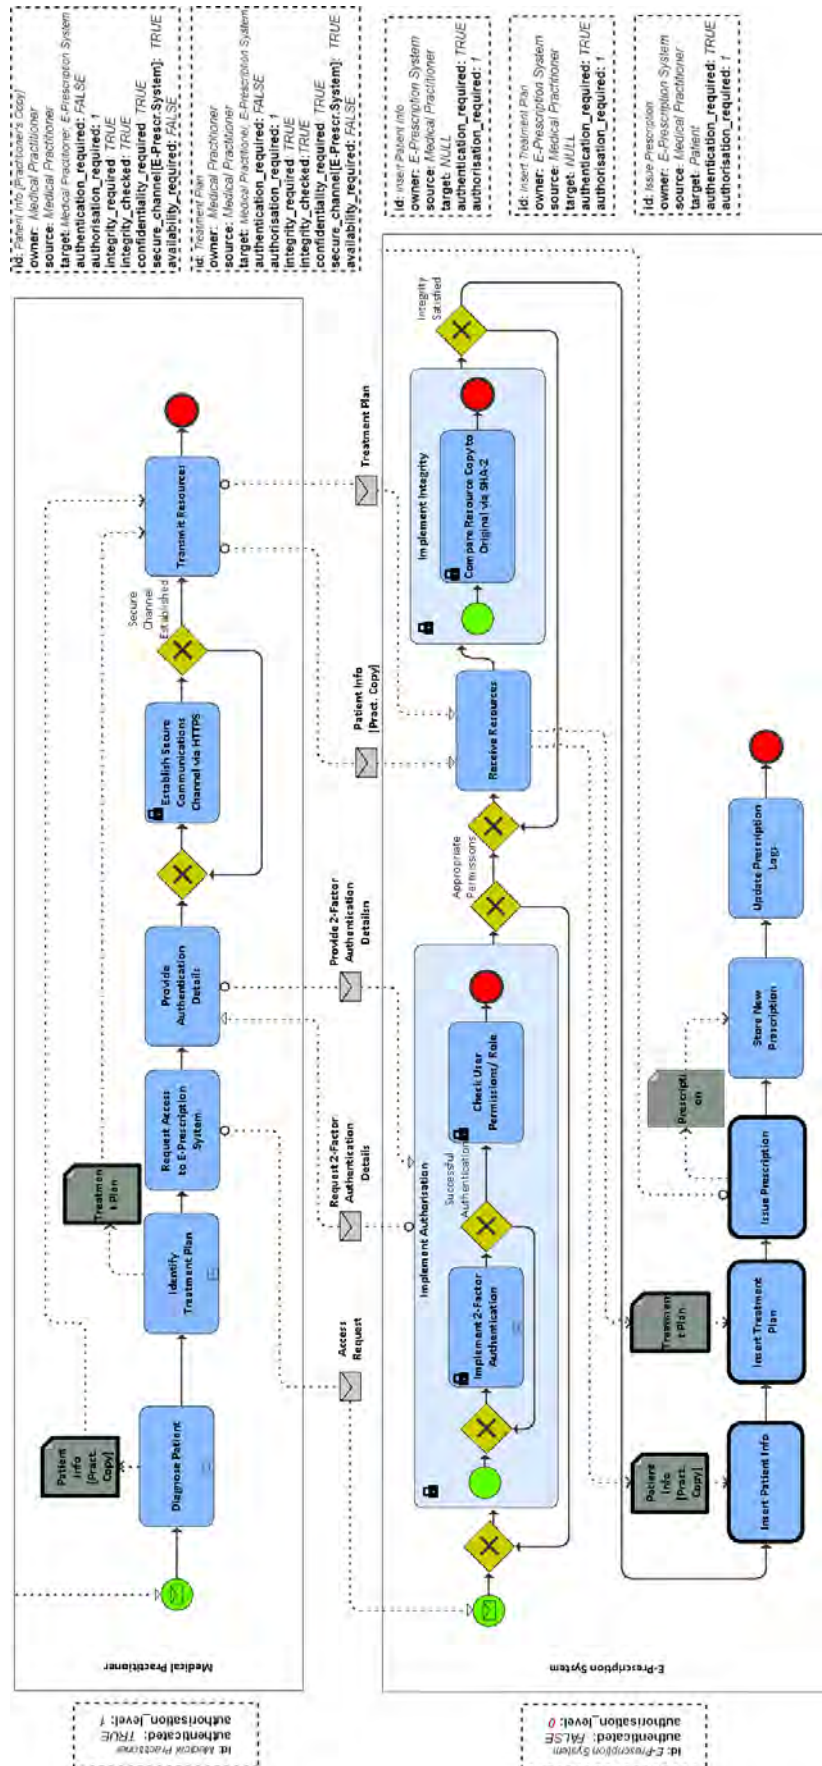 id: Patient Info [Practitioner's Copy]
owner: Medical Practitioner
source: Medical Practitioner
target: Medical Practitioner, E-Prescription System
authentication_required: FALSE
authorisation_required: 1
integrity_required TRUE
integrity_checked: TRUE
confidentiality_required TRUE
secure_channel[E-Prescr.System]: TRUE
availability_required: FALSE
id: Treatment Plan
owner: Medical Practitioner
source: Medical Practitioner
target: Medical Practitioner, E-Prescription System
authentication_required: FALSE
authorisation_required: 1
integrity_required TRUE
integrity_checked: TRUE
confidentiality_required TRUE
secure_channel[E-Prescr.System]: TRUE
availability_required: FALSE
id: Insert Patient Info
owner: E-Prescription System
source: Medical Practitioner
target: NULL
authentication_required: TRUE
authorisation_required: 1
id: Insert Treatment Plan
owner: E-Prescription System
source: Medical Practitioner
target: NULL
authentication_required: TRUE
authorisation_required: 1
id: Issue Prescription
owner: E-Prescription System
source: Medical Practitioner
target: Patient
authentication_required: TRUE
authorisation_required: 1
Medical Practitioner
Diagnose Patient
Patient
Info
[Pract.
Copy]
Identify
Treatment Plan
Treatmen
t Plan
Request Access
to E-Prescription
System
Provide
Authentication
Details
Establish Secure
Communications
Channel via HTTPS
Secure
Channel
Established
Transmit Resources
Access
Request
Request 2-Factor
Authentication
Details
Provide 2-Factor
Authentication
Detailsn
Patient Info
[Pract. Copy]
Treatment Plan
E-Prescription System
Implement Authorisation
Implement 2-Factor
Authentication
Successful
Authentication
Check User
Permissions/ Role
Appropriate
Permissions
Receive Resources
Implement Integrity
Compare Resource Copy to
Original via SHA-2
Integrity
Satisfied
Patient
Info
[Pract.
Copy]
Treatmen
t Plan
Prescripti
on
Insert Patient Info
Insert Treatment
Plan
Issue Prescription
Store New
Prescription
Update Prescription
Logs
id: Medical Practitioner
authenticated: TRUE
authorisation_level: 1
id: E-Prescription System
authenticated: FALSE
authorisation_level: 0